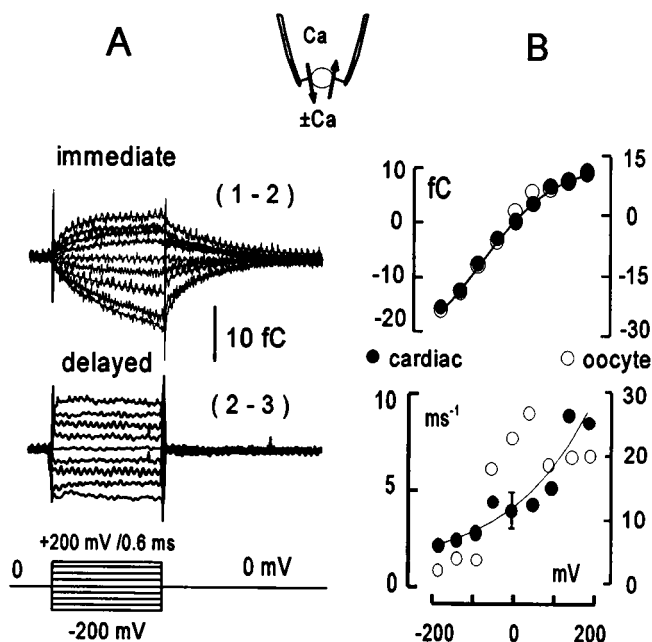 A
B
Ca
±Ca
immediate
(1-2)
10 fC
delayed
(2-3)
+200 mV /0.6 ms
0
0 mV
-200 mV
10
fC
0
-10
-20
15
0
-15
-30
● cardiac
○ oocyte
10
ms⁻¹
5
0
30
20
10
0
mV
-200
0
200